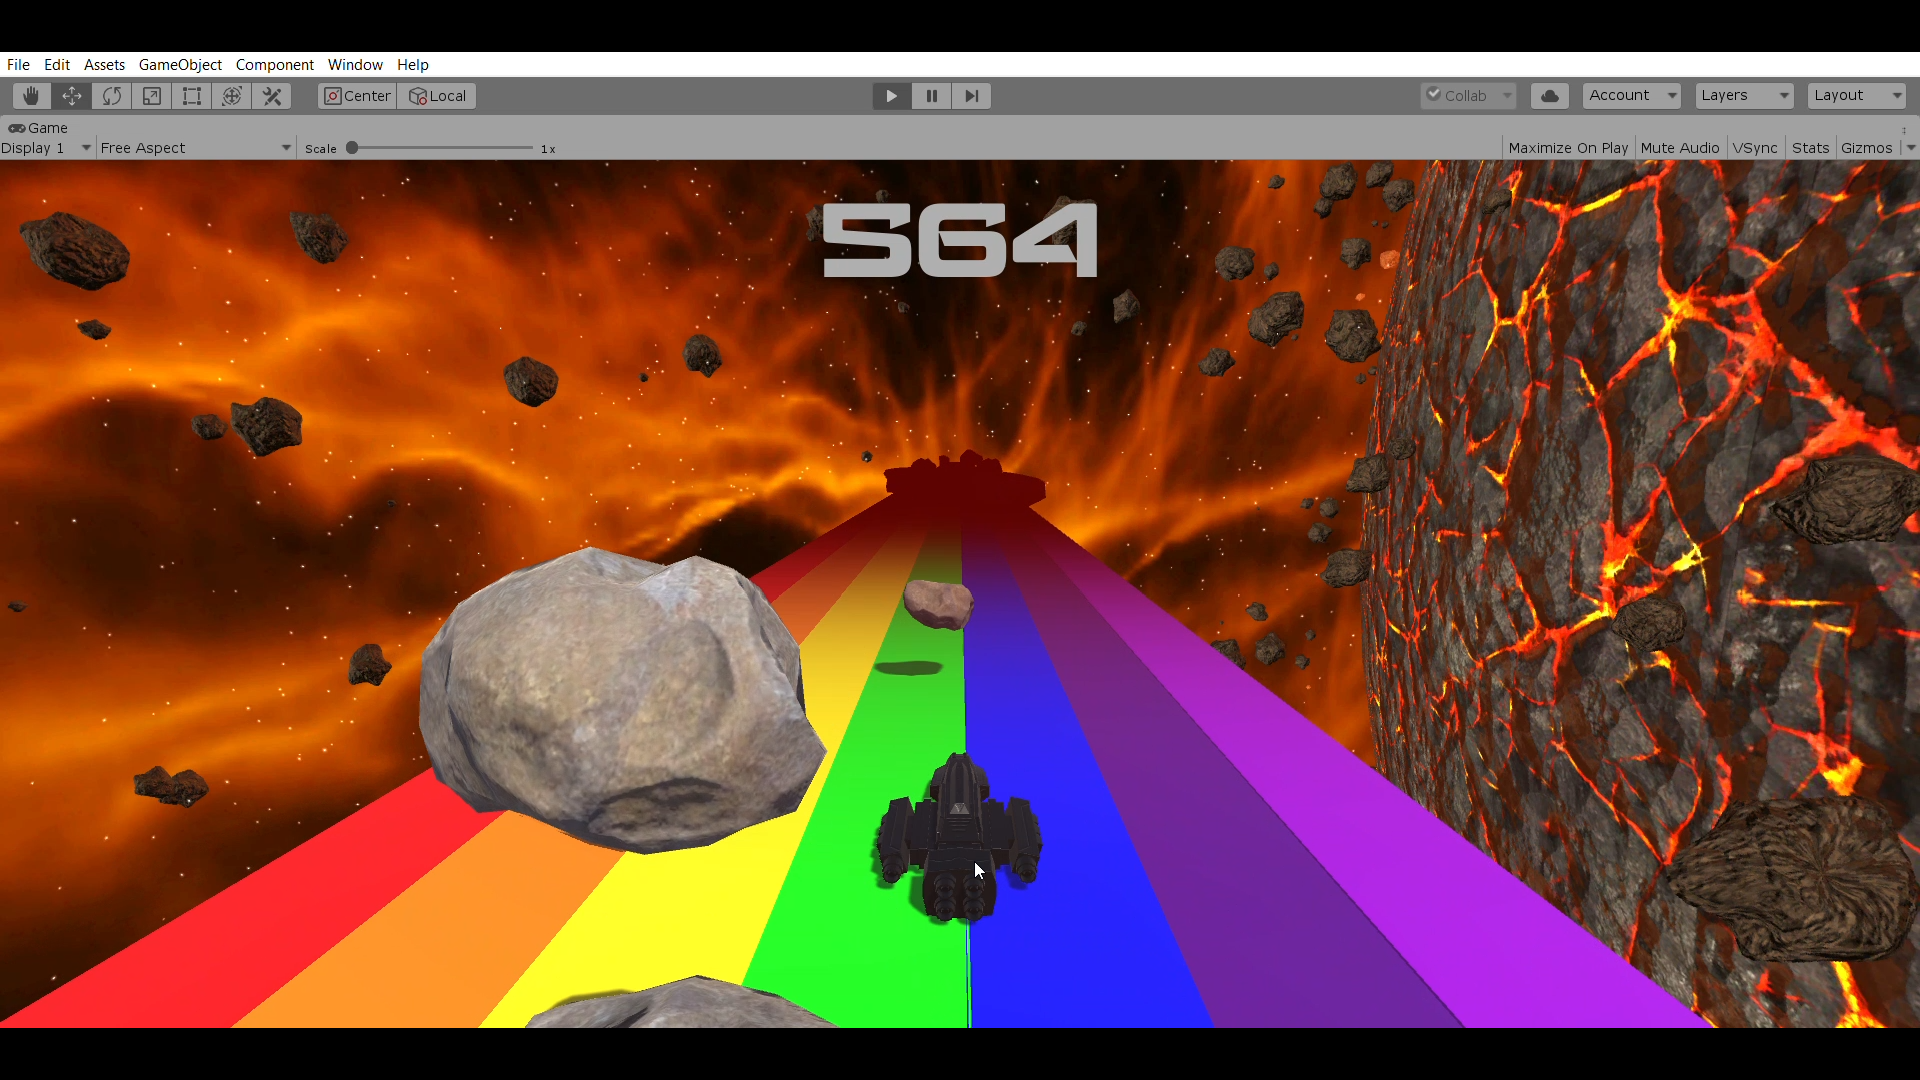 File Edit Assets GameObject Component Window Help
Center Local Collab Account Layers Layout
Game
Display 1 Free Aspect Scale 1x Maximize On Play Mute Audio VSync Stats Gizmos
564